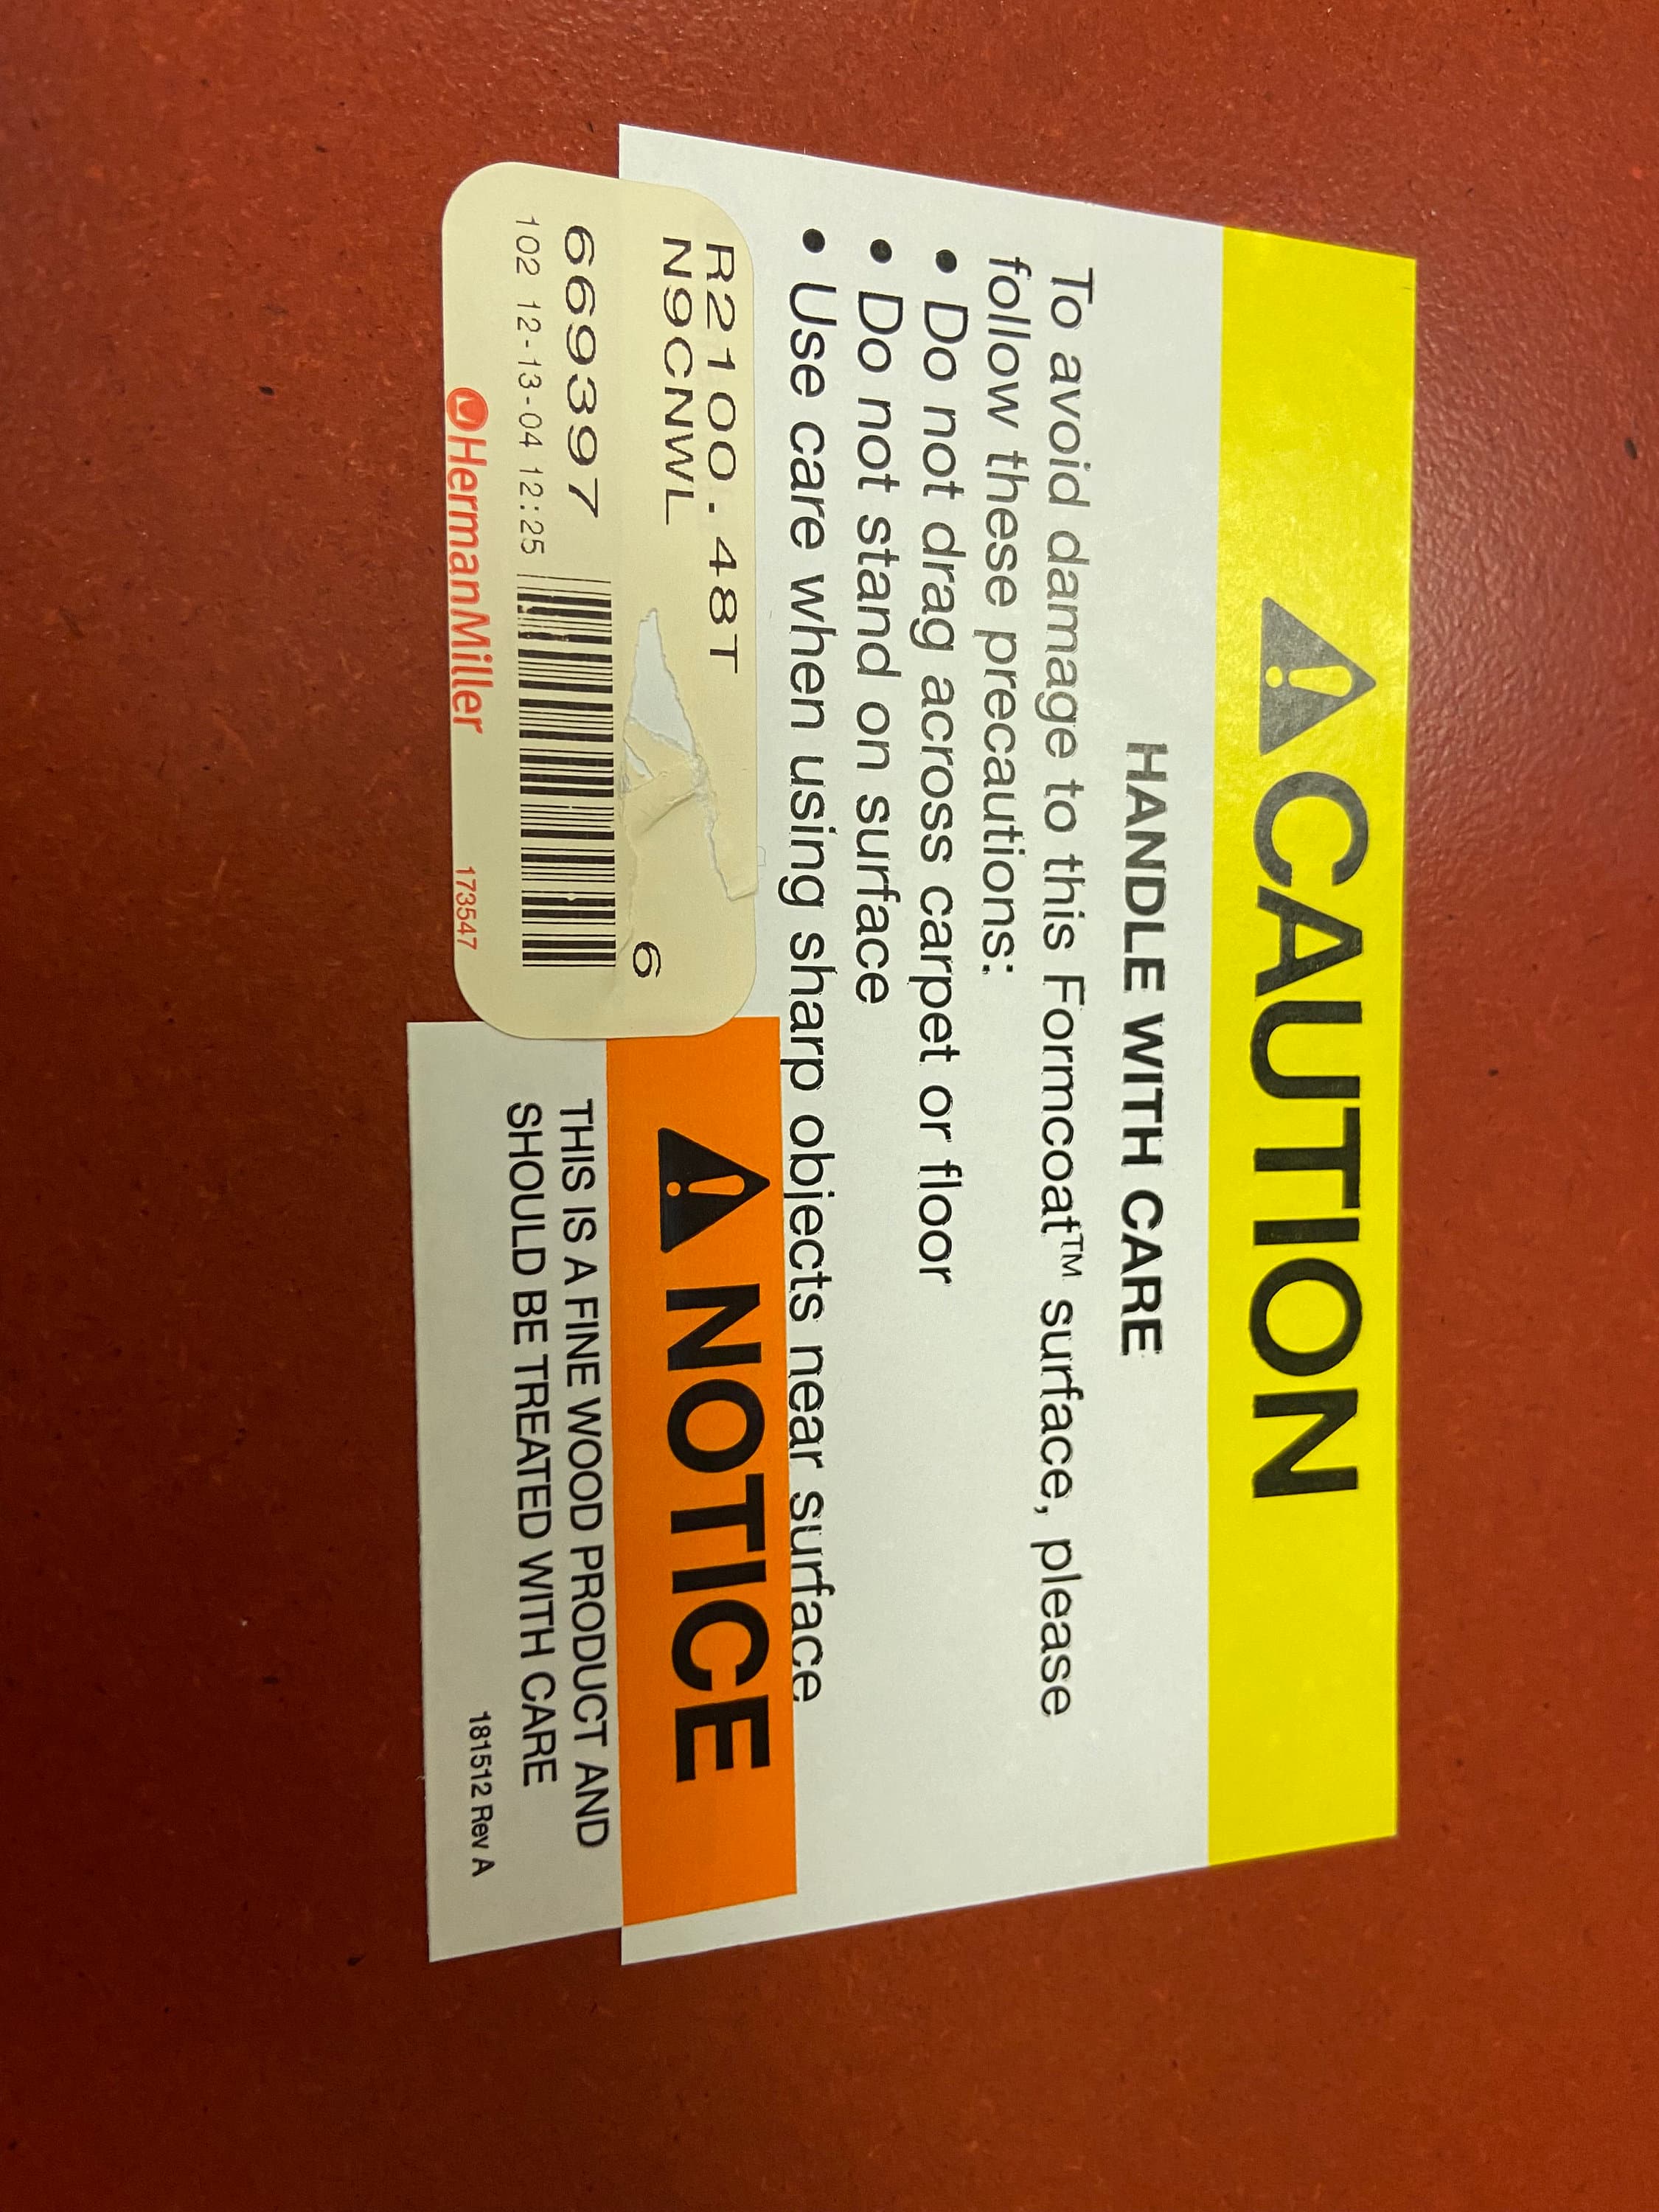 CAUTION
HANDLE WITH CARE
To avoid damage to this Formcoat™ surface, please
follow these precautions:
• Do not drag across carpet or floor
• Do not stand on surface
• Use care when using sharp objects near surface
R2100.48T
N9CNWL
6
669397
102 12-13-04 12:25
HermanMiller
173547
NOTICE
THIS IS A FINE WOOD PRODUCT AND
SHOULD BE TREATED WITH CARE
181512 Rev A